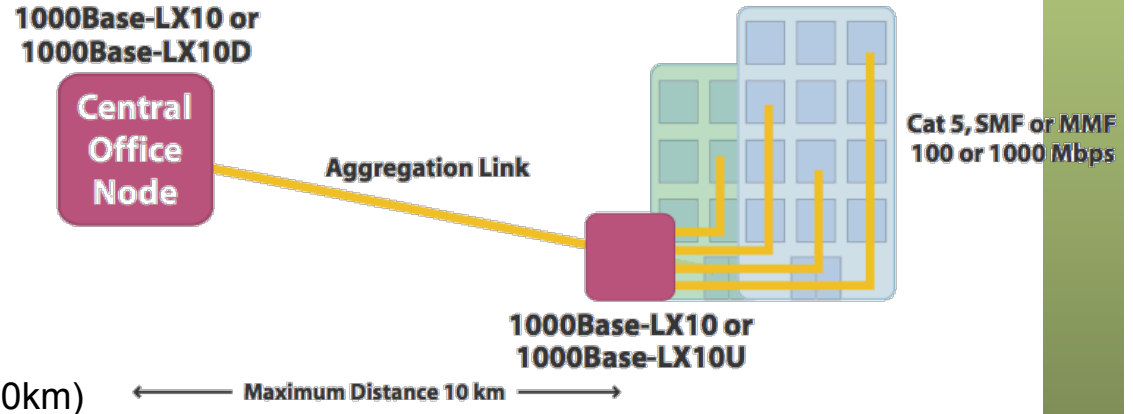 1000Base-LX10 or
1000Base-LX10D
Central
Office
Node
Aggregation Link
Cat 5, SMF or MMF
100 or 1000 Mbps
1000Base-LX10 or
1000Base-LX10U
0km)
Maximum Distance 10 km